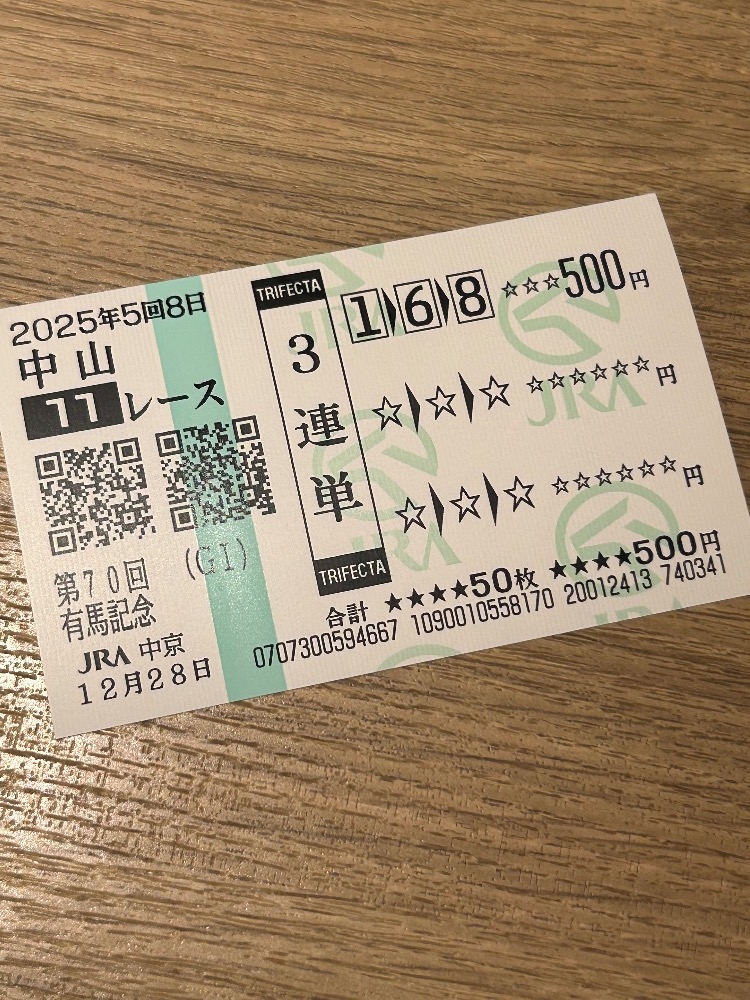 2025年5回8日
中山
11レース
第70回
有馬記念
(GI)
JRA 中京
12月28日
TRIFECTA
3連単
TRIFECTA
1▶6▶8 ☆☆☆500円
☆▶☆▶☆ ☆☆☆☆☆☆円
☆▶☆▶☆ ☆☆☆☆☆☆円
合計 ★★★★50枚 ★★★★500円
0707300594667 1090010558170 20012413 740341
JRA
JRA
JRA
JRA